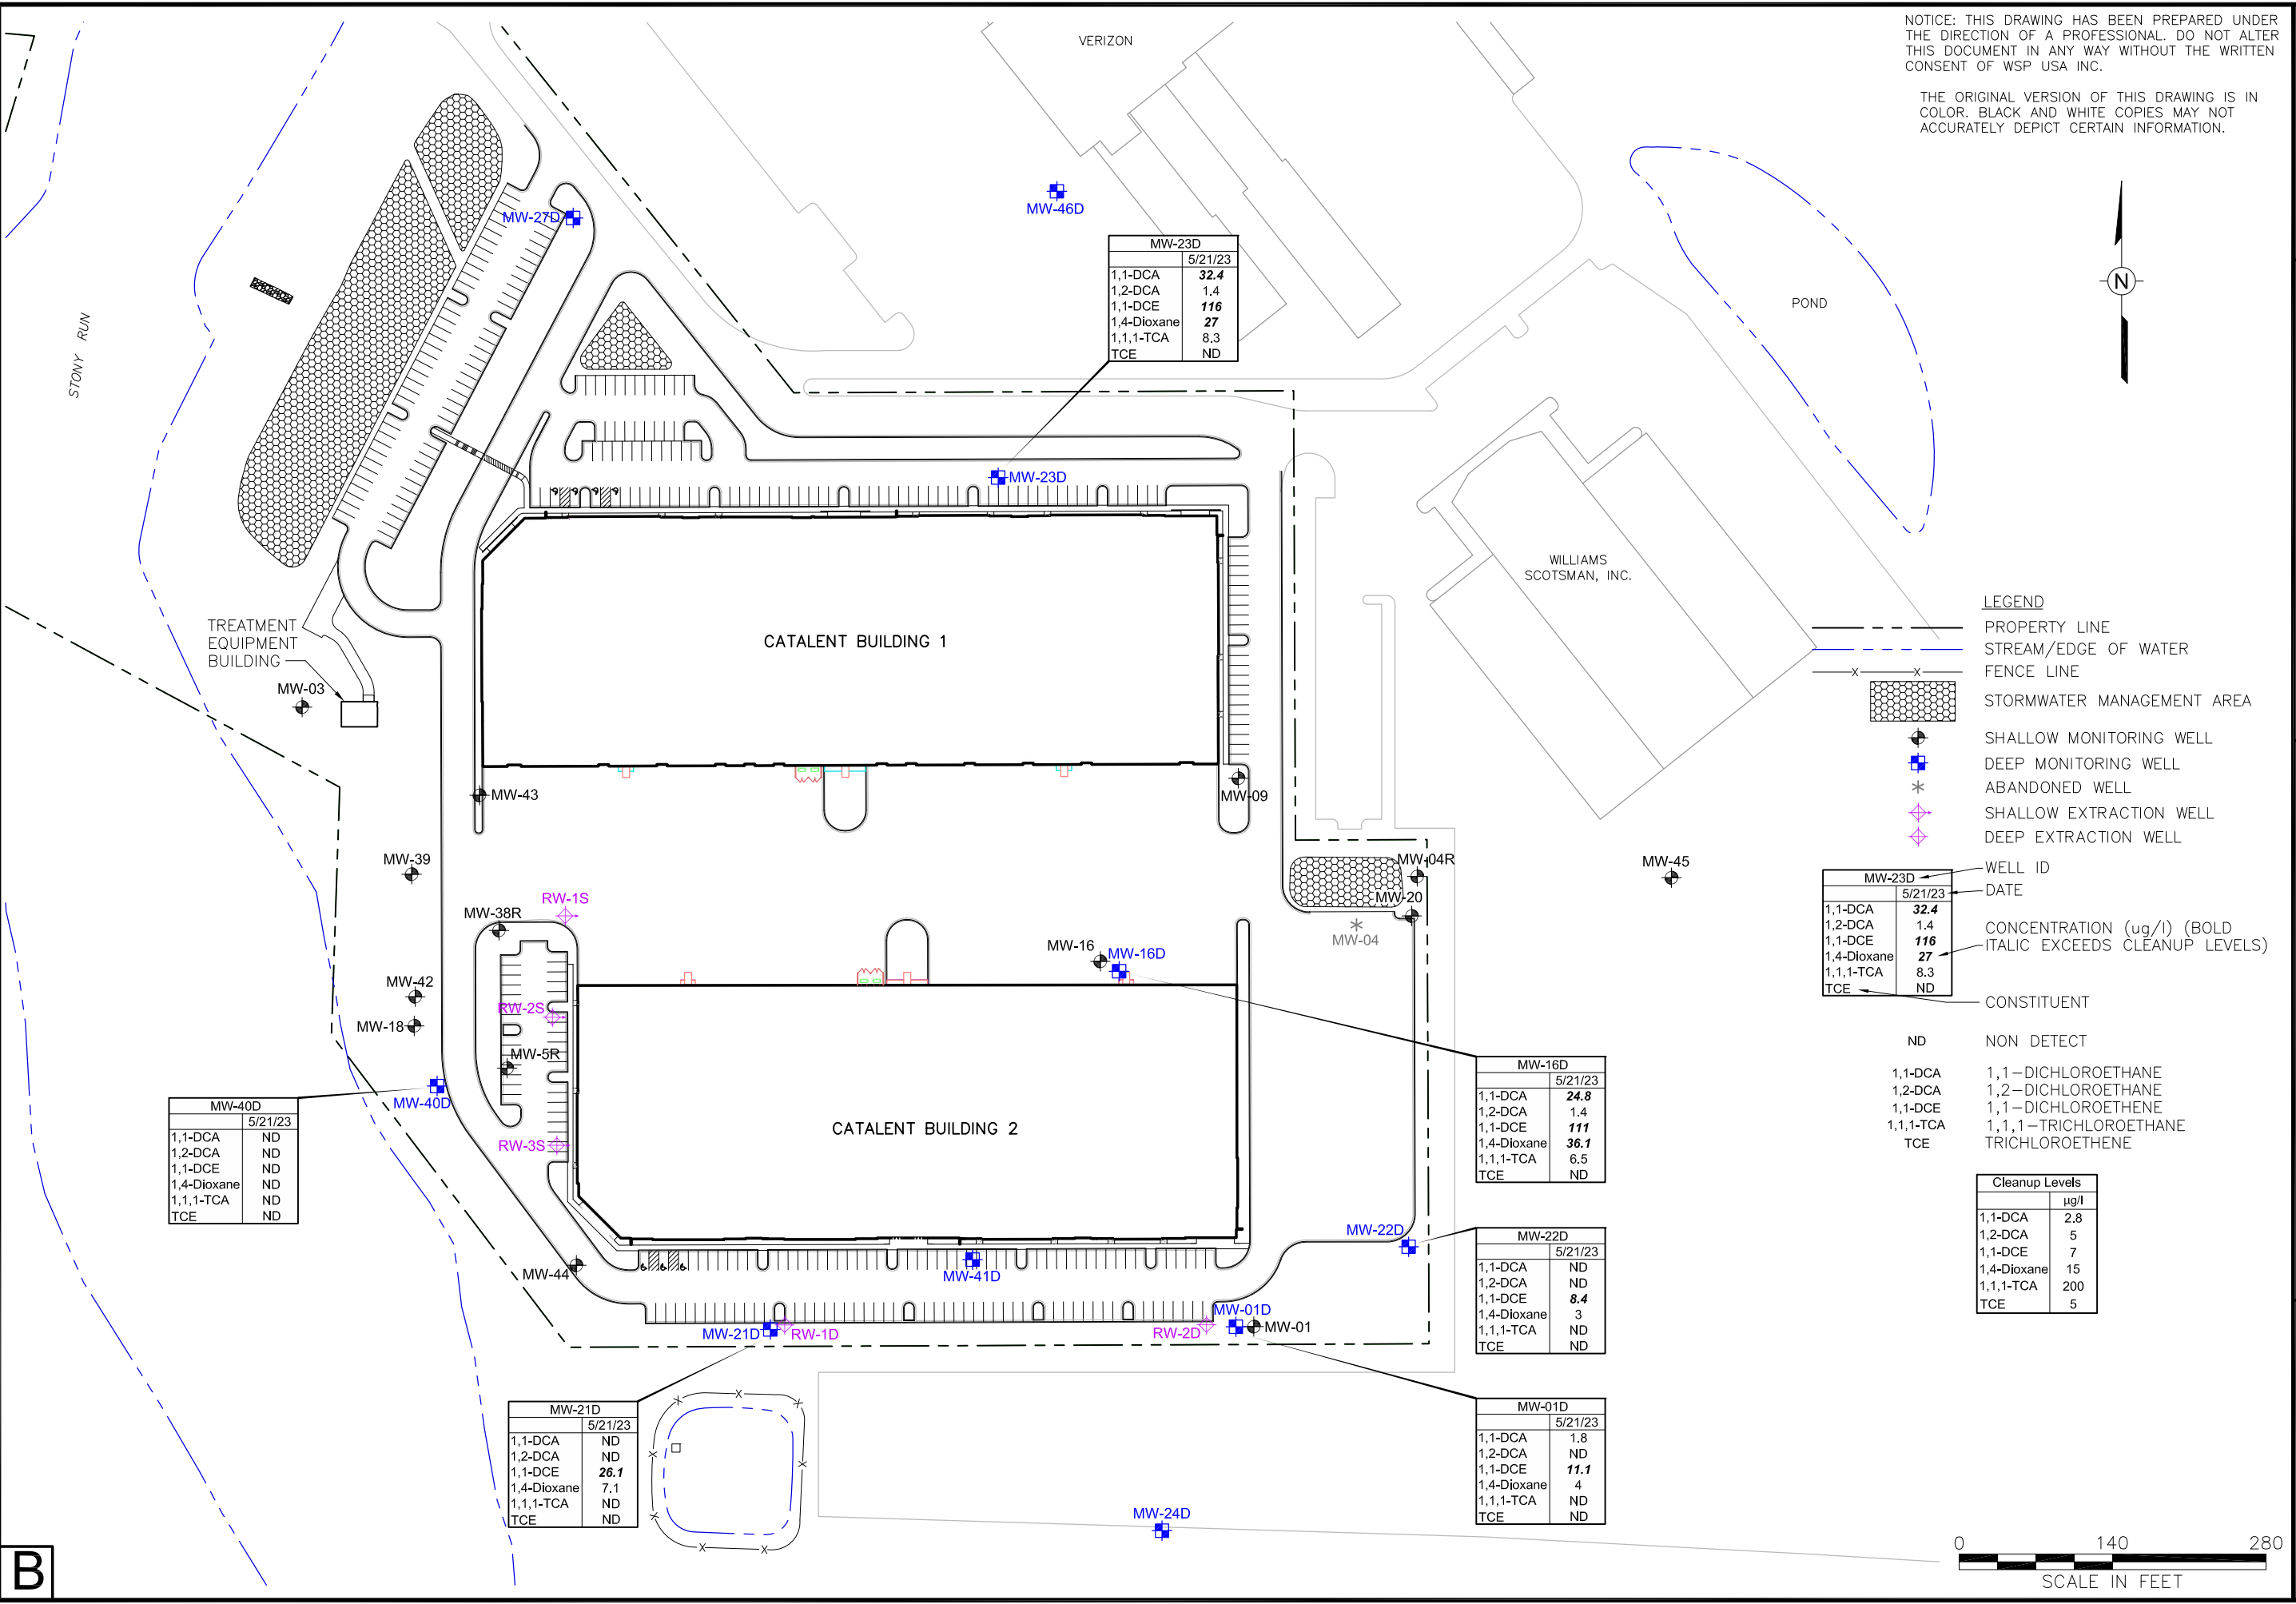 NOTICE: THIS DRAWING HAS BEEN PREPARED UNDER
THE DIRECTION OF A PROFESSIONAL. DO NOT ALTER
THIS DOCUMENT IN ANY WAY WITHOUT THE WRITTEN
CONSENT OF WSP USA INC.
THE ORIGINAL VERSION OF THIS DRAWING IS IN
COLOR. BLACK AND WHITE COPIES MAY NOT
ACCURATELY DEPICT CERTAIN INFORMATION.
VERIZON
MW-46D
MW-27D
N
POND
STONY RUN
MW-23D
5/21/23
1,1-DCA 32.4
1,2-DCA 1.4
1,1-DCE 116
1,4-Dioxane 27
1,1,1-TCA 8.3
TCE ND
MW-23D
WILLIAMS
SCOTSMAN, INC.
CATALENT BUILDING 1
TREATMENT
EQUIPMENT
BUILDING
MW-03
MW-43
MW-09
MW-39
MW-04R
MW-45
RW-1S
MW-38R
MW-20
MW-04
MW-16
MW-16D
MW-42
RW-2S
MW-18
MW-5R
MW-40D
RW-3S
CATALENT BUILDING 2
MW-40D
5/21/23
1,1-DCA ND
1,2-DCA ND
1,1-DCE ND
1,4-Dioxane ND
1,1,1-TCA ND
TCE ND
MW-16D
5/21/23
1,1-DCA 24.8
1,2-DCA 1.4
1,1-DCE 111
1,4-Dioxane 36.1
1,1,1-TCA 6.5
TCE ND
MW-22D
MW-22D
5/21/23
1,1-DCA ND
1,2-DCA ND
1,1-DCE 8.4
1,4-Dioxane 3
1,1,1-TCA ND
TCE ND
MW-44
MW-41D
MW-21D
RW-1D
RW-2D
MW-01D
MW-01
MW-21D
5/21/23
1,1-DCA ND
1,2-DCA ND
1,1-DCE 26.1
1,4-Dioxane 7.1
1,1,1-TCA ND
TCE ND
MW-01D
5/21/23
1,1-DCA 1.8
1,2-DCA ND
1,1-DCE 11.1
1,4-Dioxane 4
1,1,1-TCA ND
TCE ND
MW-24D
LEGEND
PROPERTY LINE
STREAM/EDGE OF WATER
X X FENCE LINE
STORMWATER MANAGEMENT AREA
SHALLOW MONITORING WELL
DEEP MONITORING WELL
ABANDONED WELL
SHALLOW EXTRACTION WELL
DEEP EXTRACTION WELL
MW-23D
5/21/23
1,1-DCA 32.4
1,2-DCA 1.4
1,1-DCE 116
1,4-Dioxane 27
1,1,1-TCA 8.3
TCE ND
WELL ID
DATE
CONCENTRATION (ug/l) (BOLD
ITALIC EXCEEDS CLEANUP LEVELS)
CONSTITUENT
ND NON DETECT
1,1-DCA 1,1-DICHLOROETHANE
1,2-DCA 1,2-DICHLOROETHANE
1,1-DCE 1,1-DICHLOROETHENE
1,1,1-TCA 1,1,1-TRICHLOROETHANE
TCE TRICHLOROETHENE
Cleanup Levels
µg/l
1,1-DCA 2.8
1,2-DCA 5
1,1-DCE 7
1,4-Dioxane 15
1,1,1-TCA 200
TCE 5
0 140 280
SCALE IN FEET
B